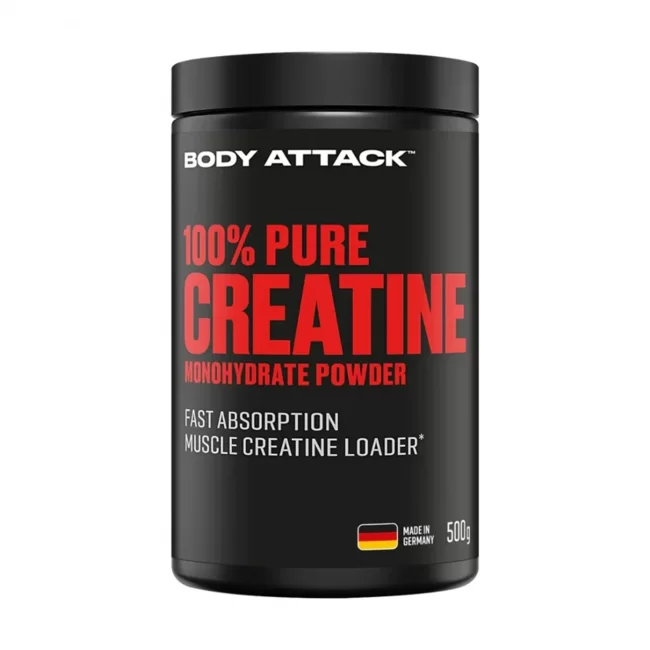 BODY ATTACK™
100% PURE
CREATINE
MONOHYDRATE POWDER
FAST ABSORPTION
MUSCLE CREATINE LOADER*
MADE IN
GERMANY
500g